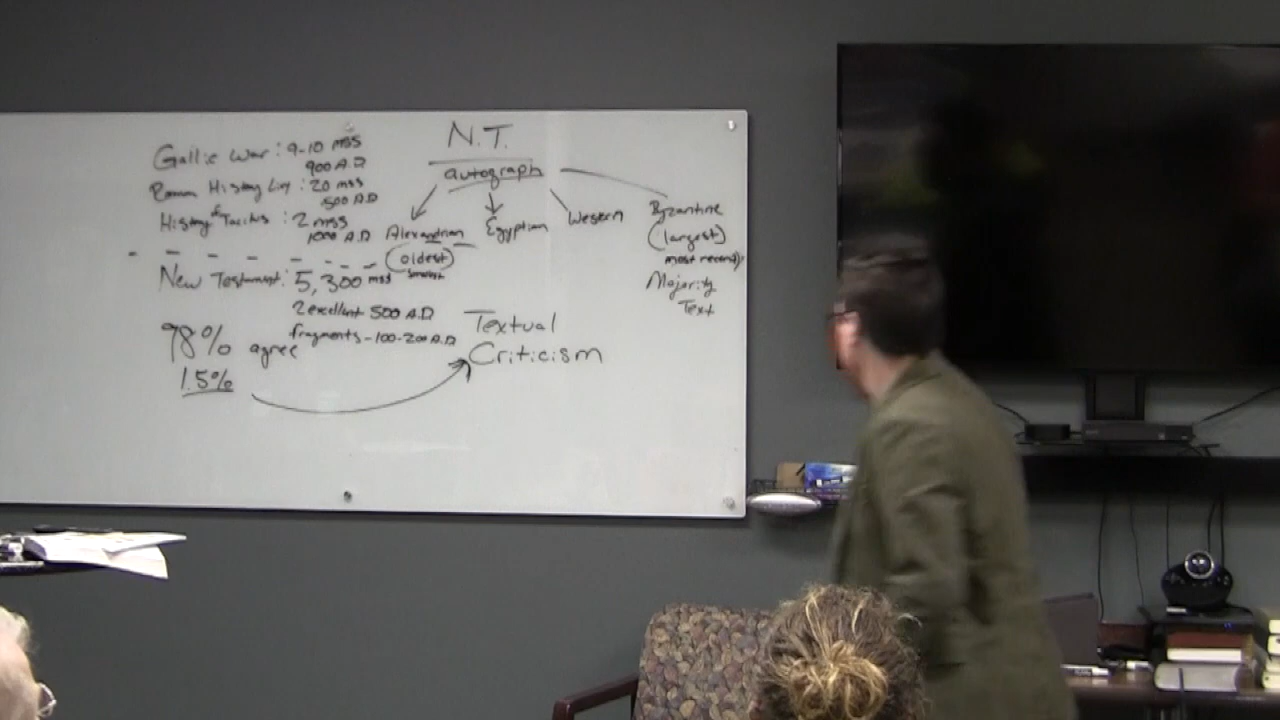 Gallic War : 9-10 mss
900 A.D
Roman History Livy : 20 mss
500 A.D
History of Tacitus : 2 mss
1000 A.D
New Testament : 5,300 mss
2 excellent 500 A.D
fragments - 100-200 A.D
98% agree
1.5%
N.T.
autograph
Alexandrian
(oldest)
smallest
Egyptian
Western
Byzantine
(largest)
most recent)
Majority
Text
Textual
Criticism